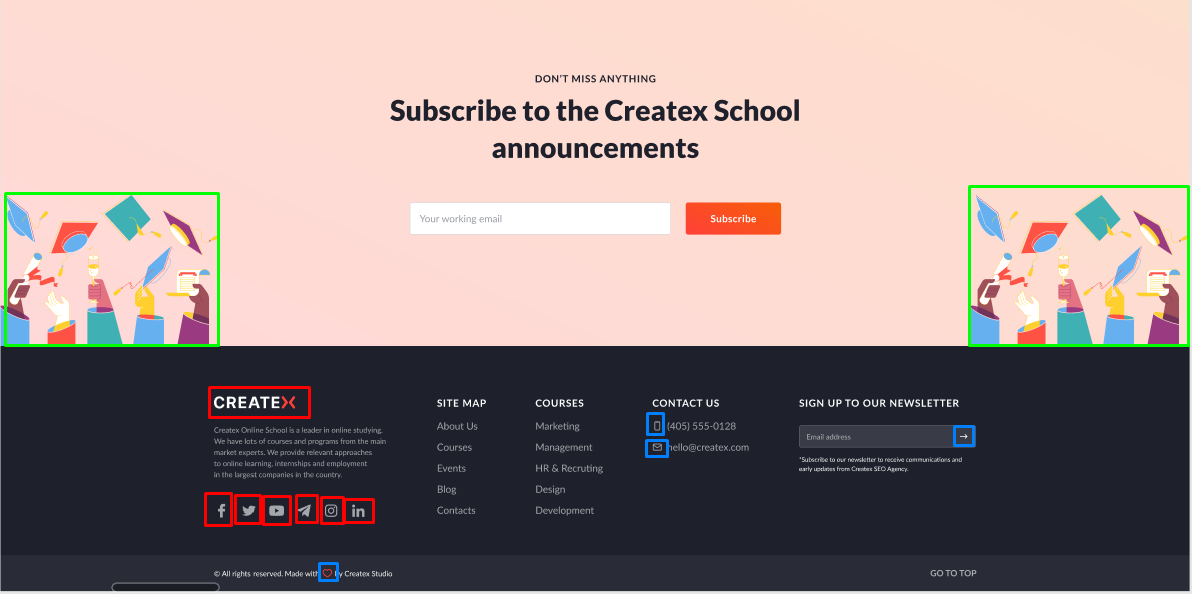 DON'T MISS ANYTHING
Subscribe to the Createx School
announcements
Your working email
Subscribe
CREATEX
Createx Online School is a leader in online studying.
We have lots of courses and programs from the main
market experts. We provide relevant approaches
to online learning, internships and employment
in the largest companies in the country.
SITE MAP
About Us
Courses
Events
Blog
Contacts
COURSES
Marketing
Management
HR & Recruting
Design
Development
CONTACT US
(405) 555-0128
hello@createx.com
SIGN UP TO OUR NEWSLETTER
Email address
*Subscribe to our newsletter to receive communications and
early updates from Createx SEO Agency.
© All rights reserved. Made with by Createx Studio
GO TO TOP